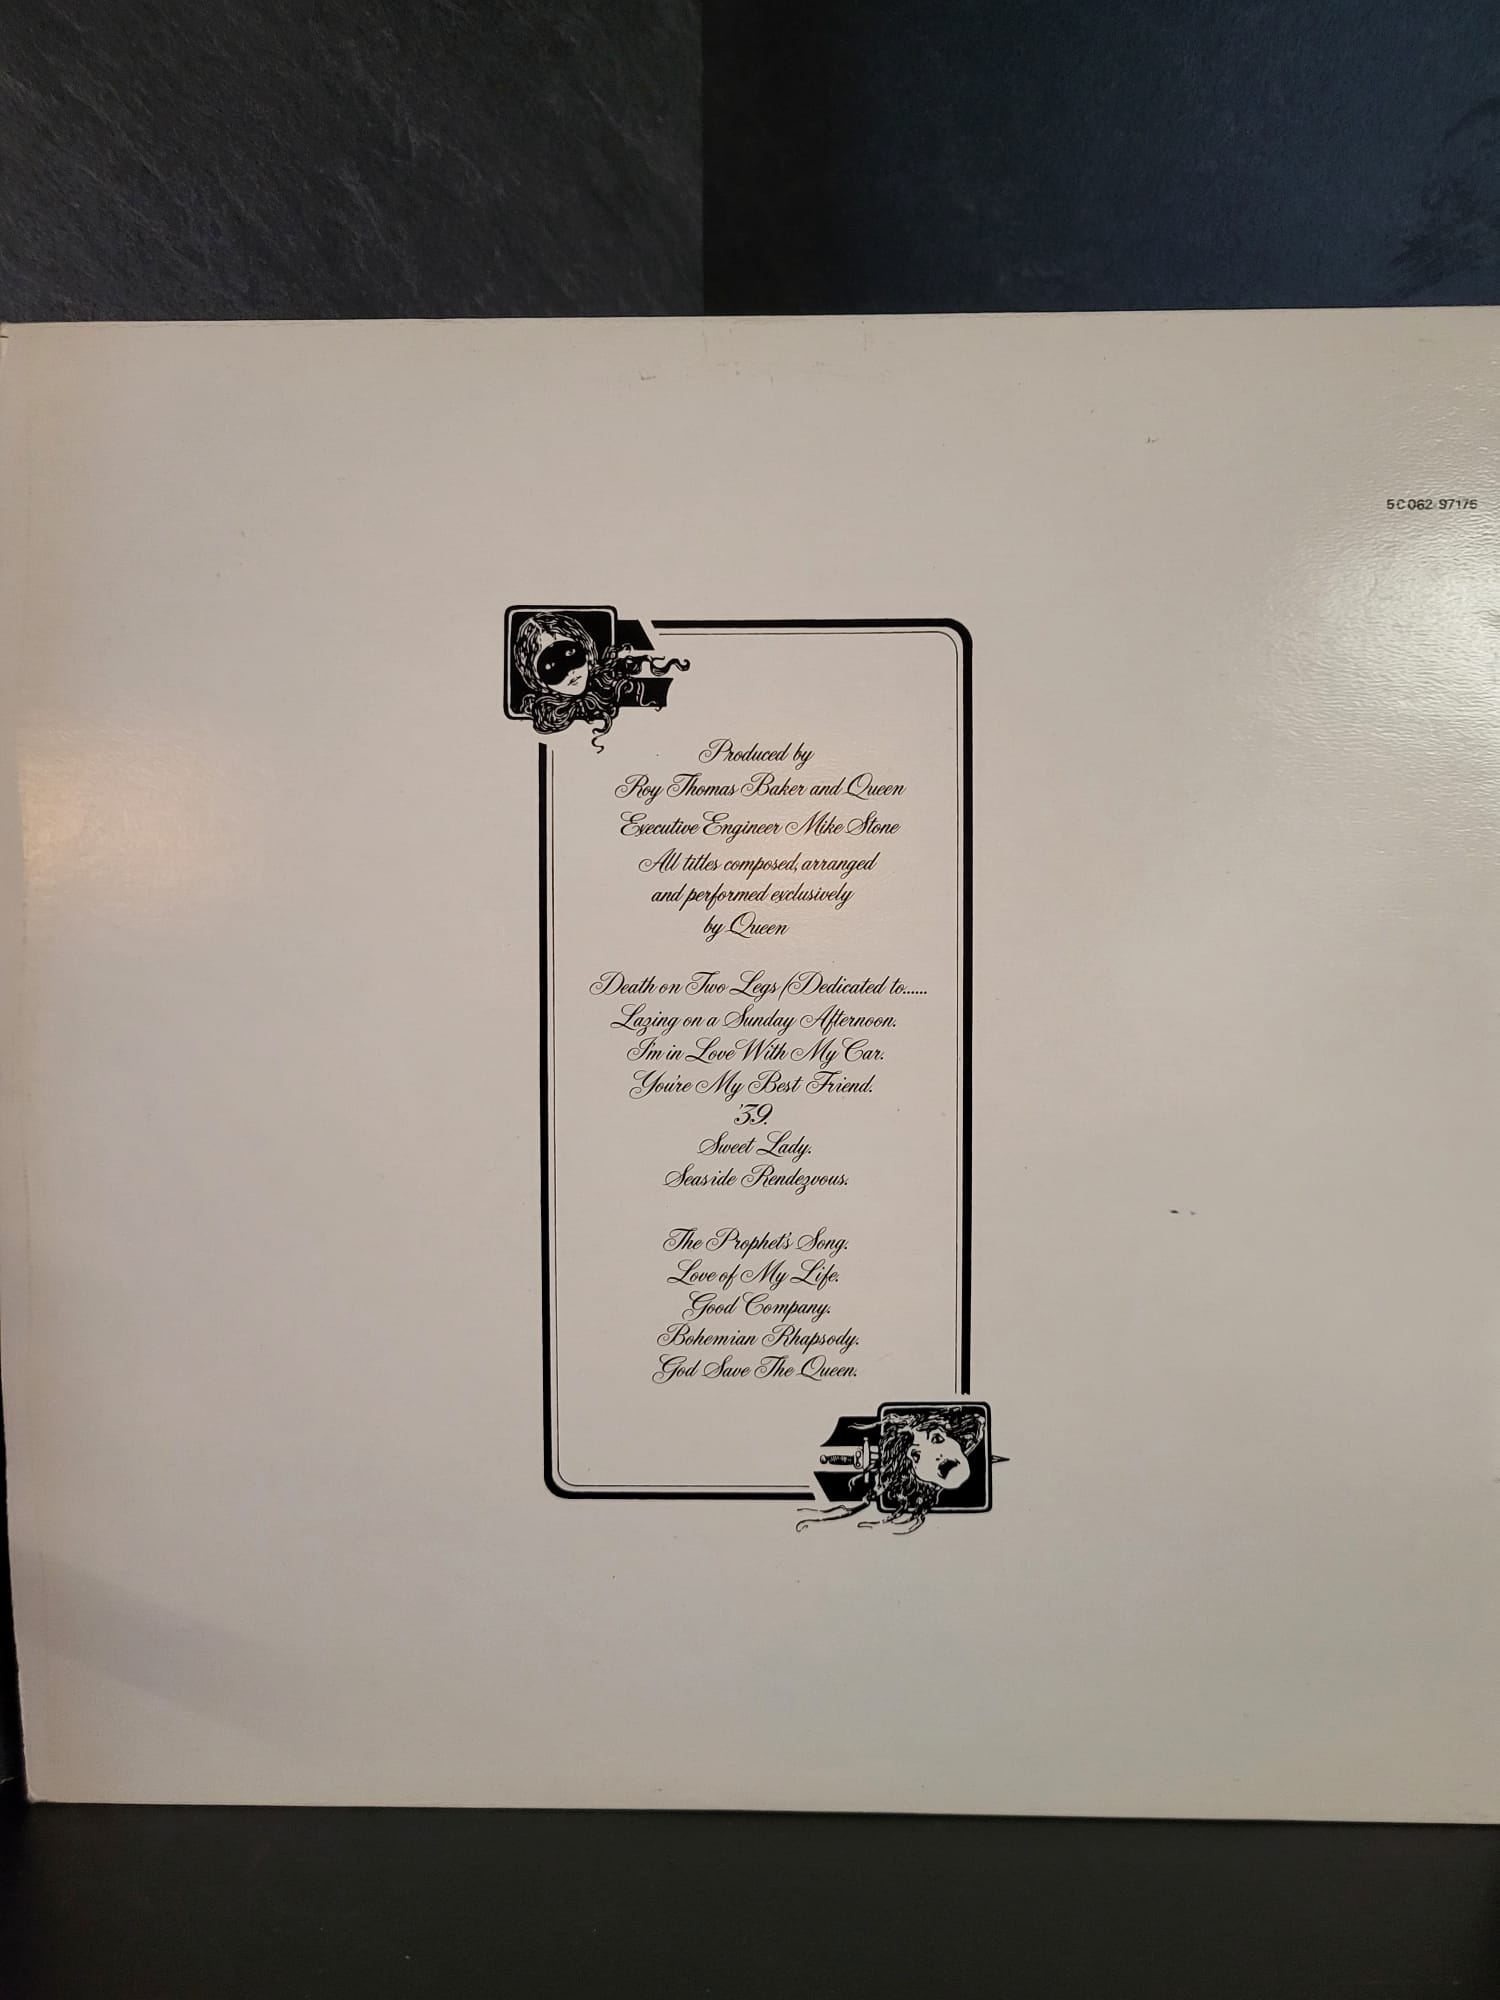 5C 062 97176
Produced by
Roy Thomas Baker and Queen
Executive Engineer Mike Stone
All titles composed, arranged
and performed exclusively
by Queen
Death on Two Legs (Dedicated to......
Lazing on a Sunday Afternoon.
I'm in Love With My Car.
You're My Best Friend.
'39.
Sweet Lady.
Seaside Rendezvous.
The Prophet's Song.
Love of My Life.
Good Company.
Bohemian Rhapsody.
God Save The Queen.